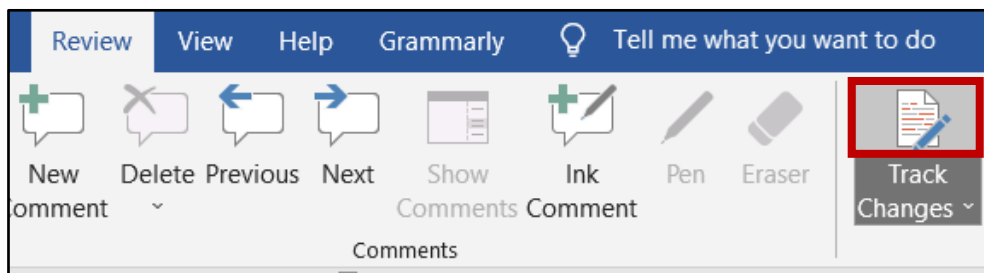 Review View Help Grammarly Tell me what you want to do
New Delete Previous Next Show Ink Pen Eraser Track
omment Comments Comment Changes
Comments